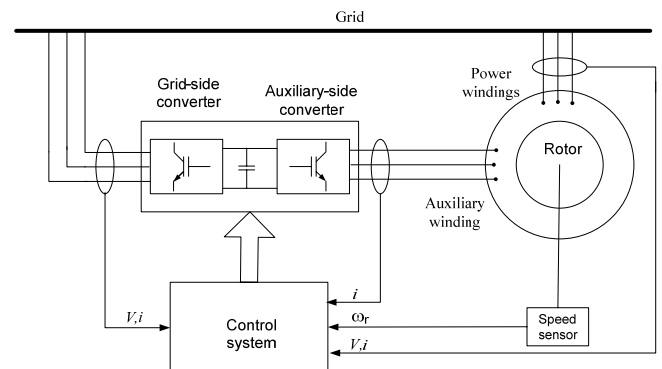 Grid
Grid-side
converter
Auxiliary-side
converter
Power
windings
Rotor
Auxiliary
winding
V,i
Control
system
i
ωr
V,i
Speed
sensor